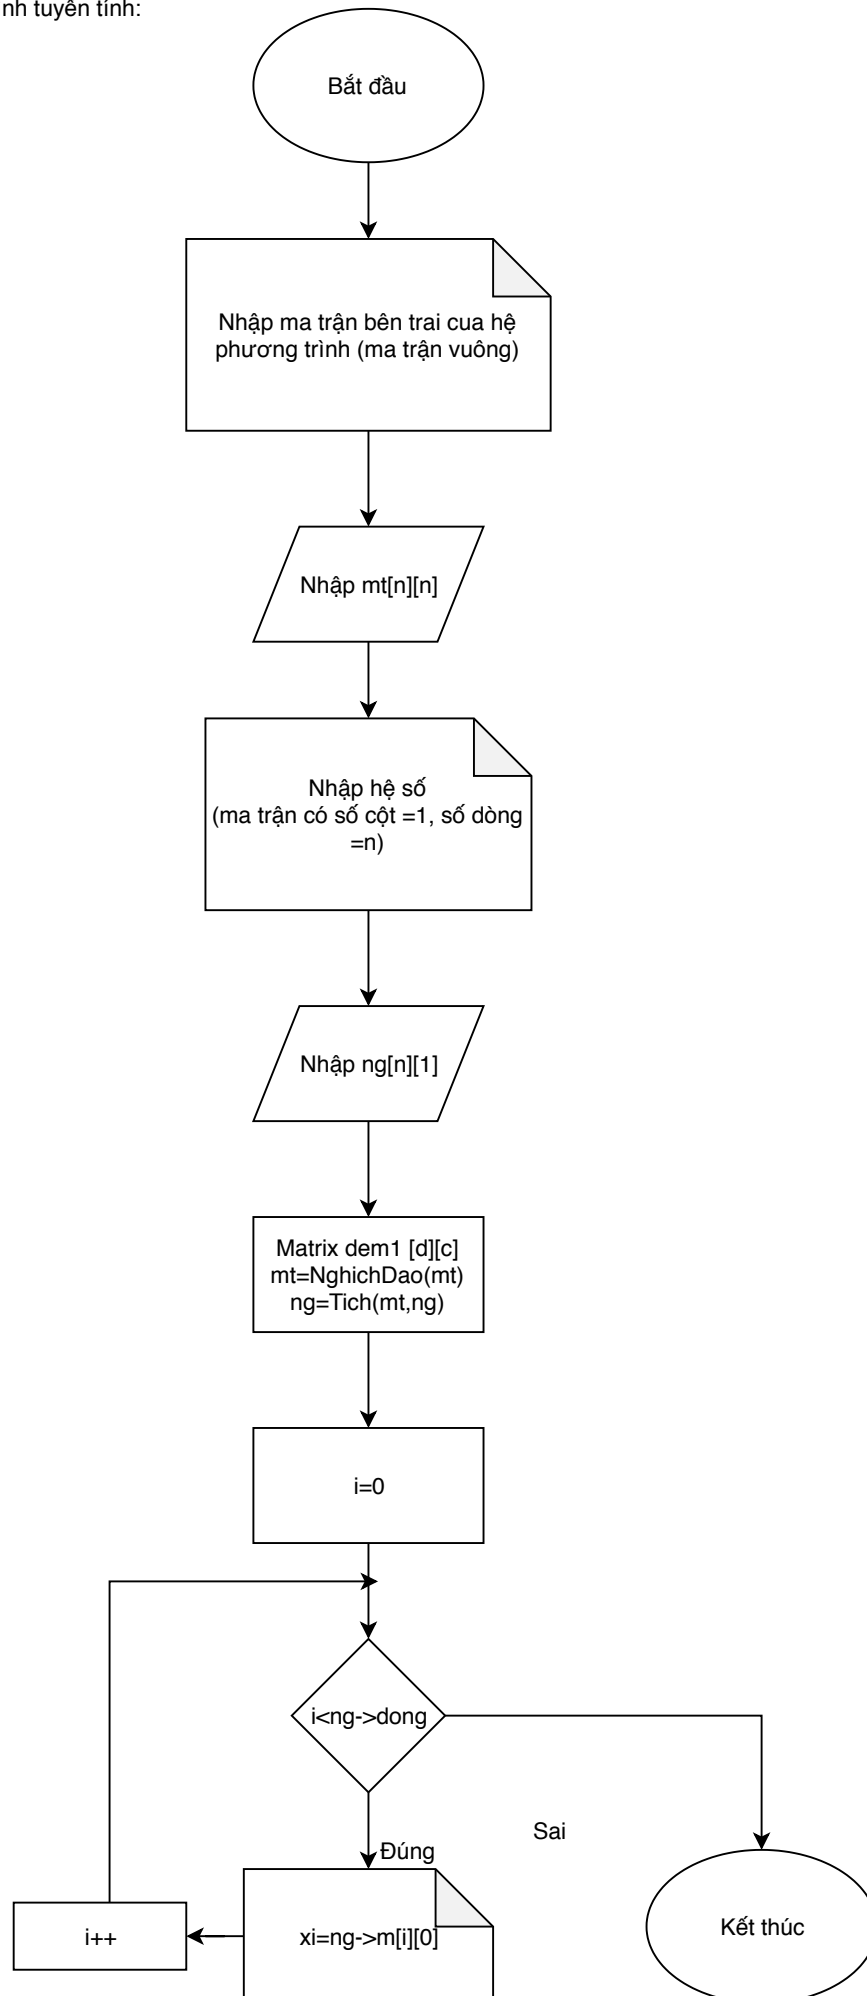 nh tuyến tính:
Bắt đầu
Nhập ma trận bên trai cua hệ
phương trình (ma trận vuông)
Nhập mt[n][n]
Nhập hệ số
(ma trận có số cột =1, số dòng
=n)
Nhập ng[n][1]
Matrix dem1 [d][c]
mt=NghichDao(mt)
ng=Tich(mt,ng)
i=0
i<ng->dong
Sai
Đúng
i++
xi=ng->m[i][0]
Kết thúc